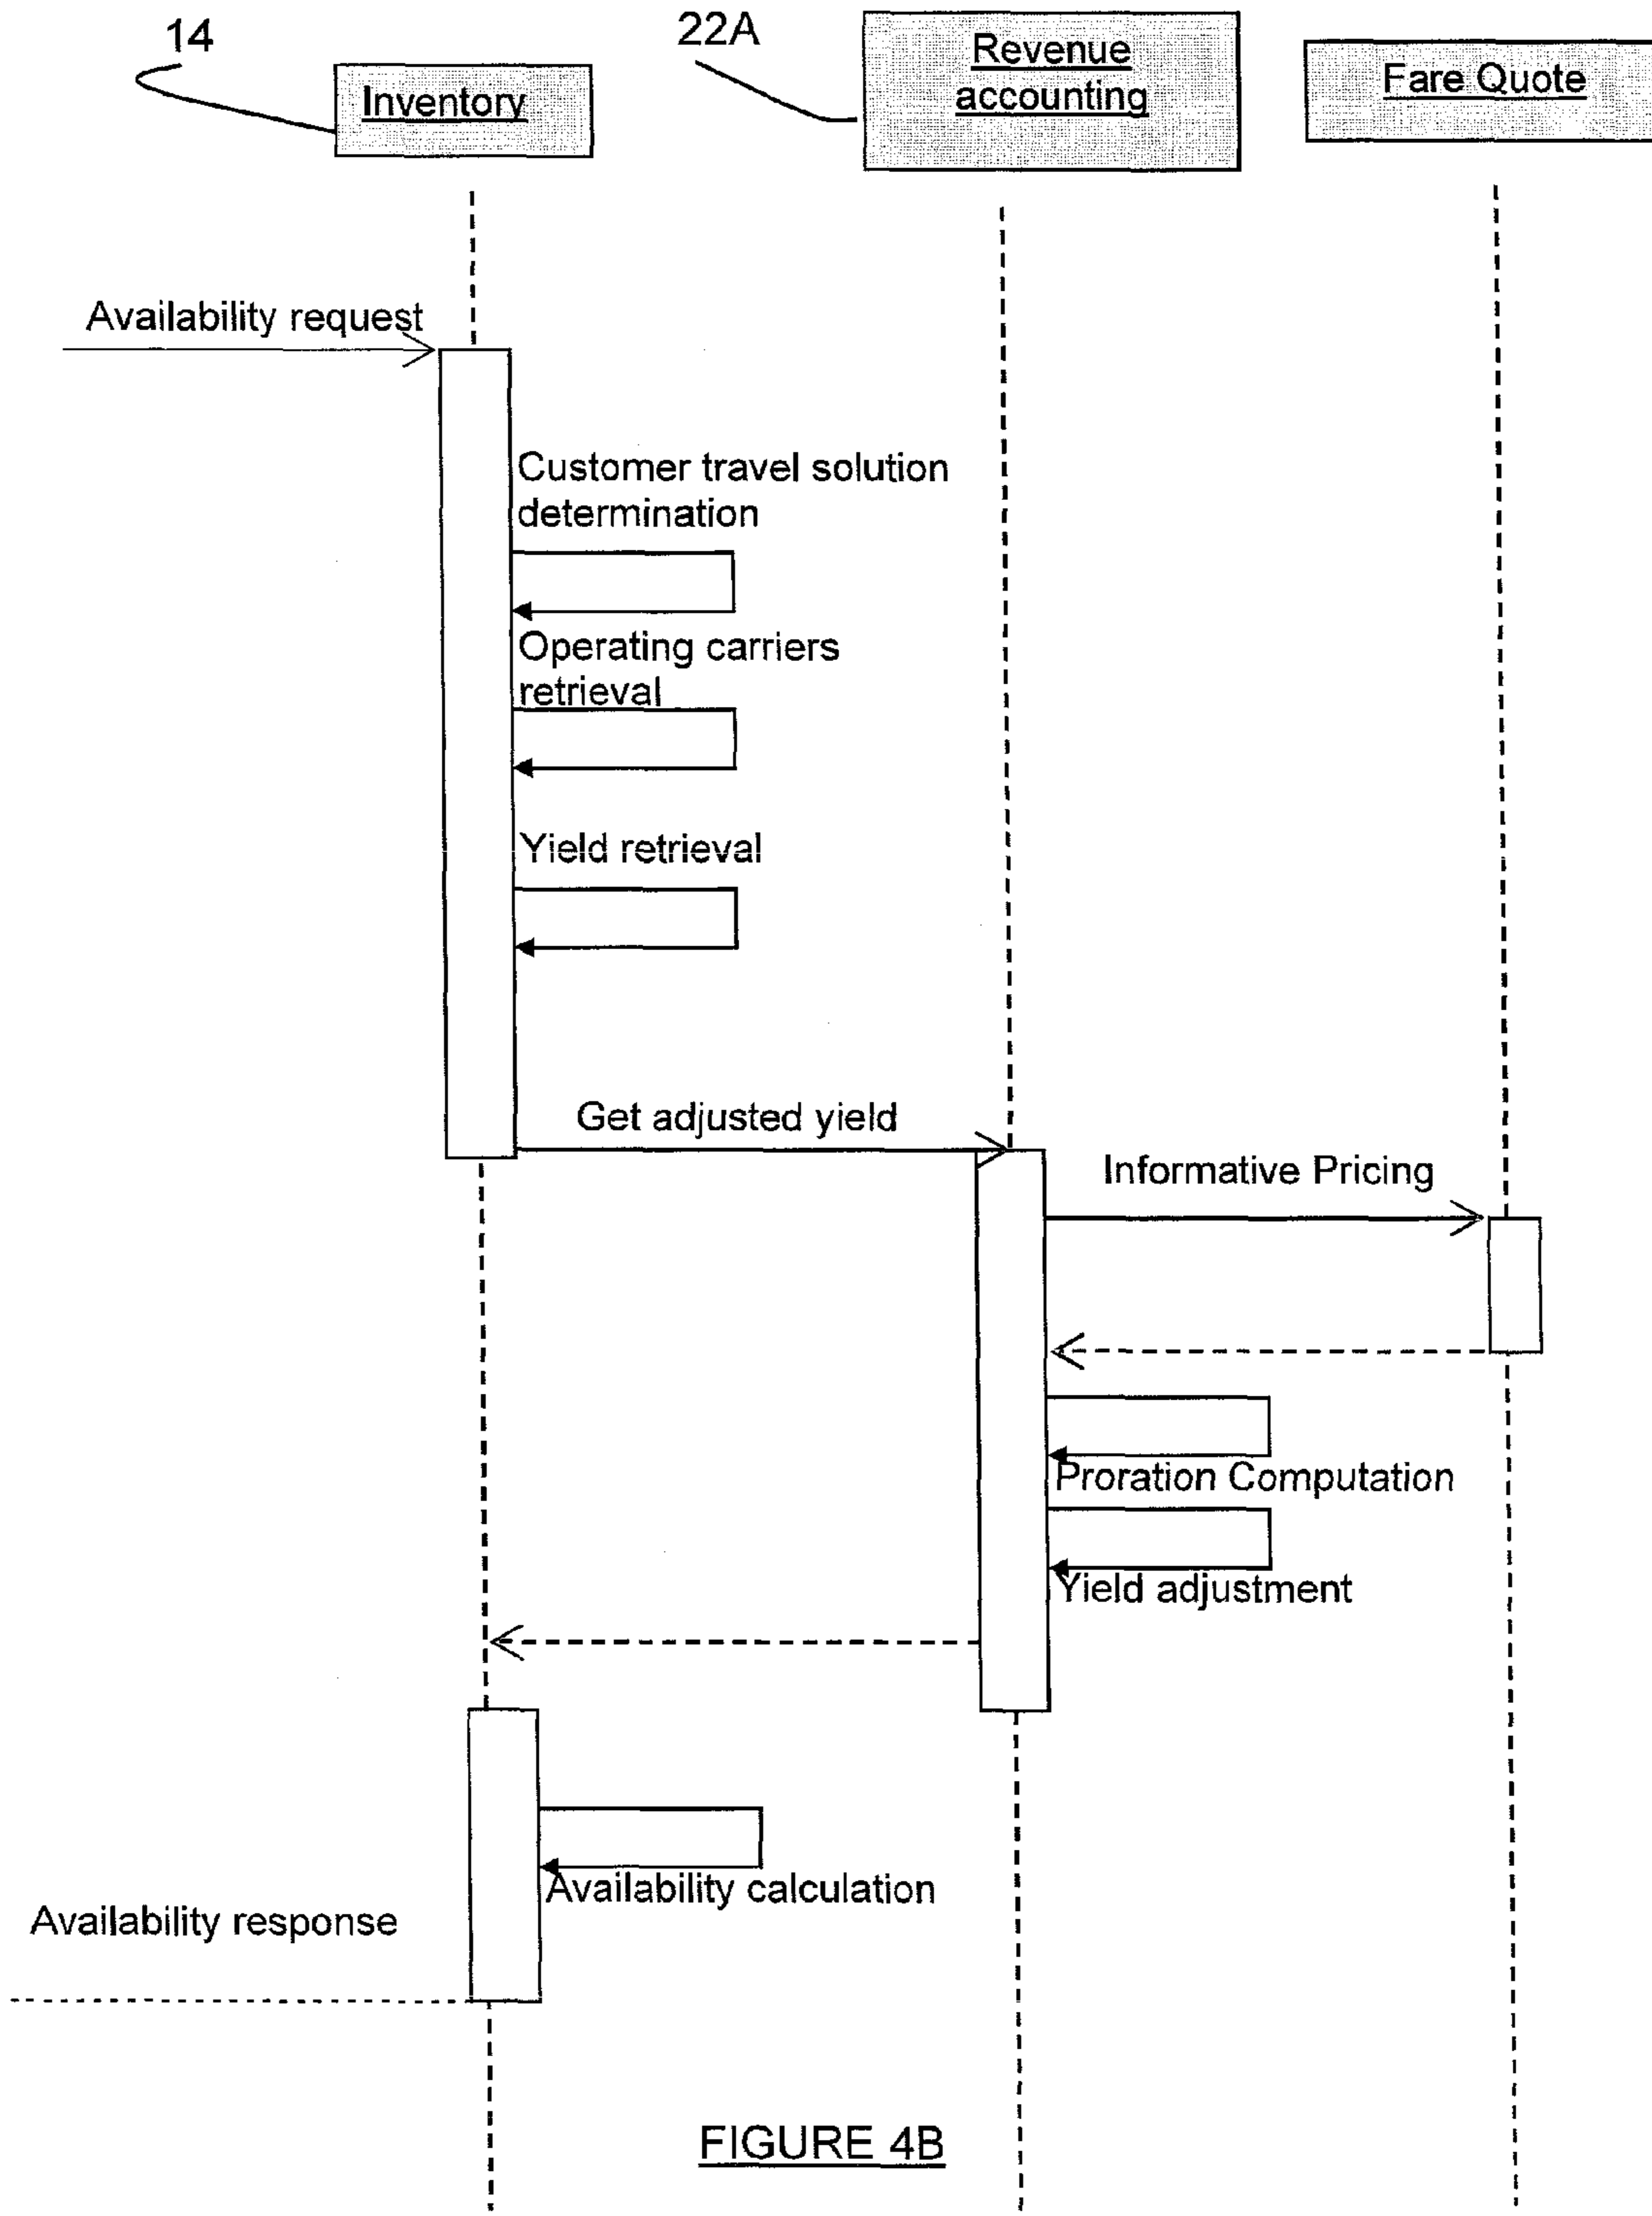 14
22A
Inventory
Revenue
accounting
Fare Quote
Availability request
Customer travel solution
determination
Operating carriers
retrieval
Yield retrieval
Get adjusted yield
Informative Pricing
Proration Computation
Yield adjustment
Availability calculation
Availability response
FIGURE 4B